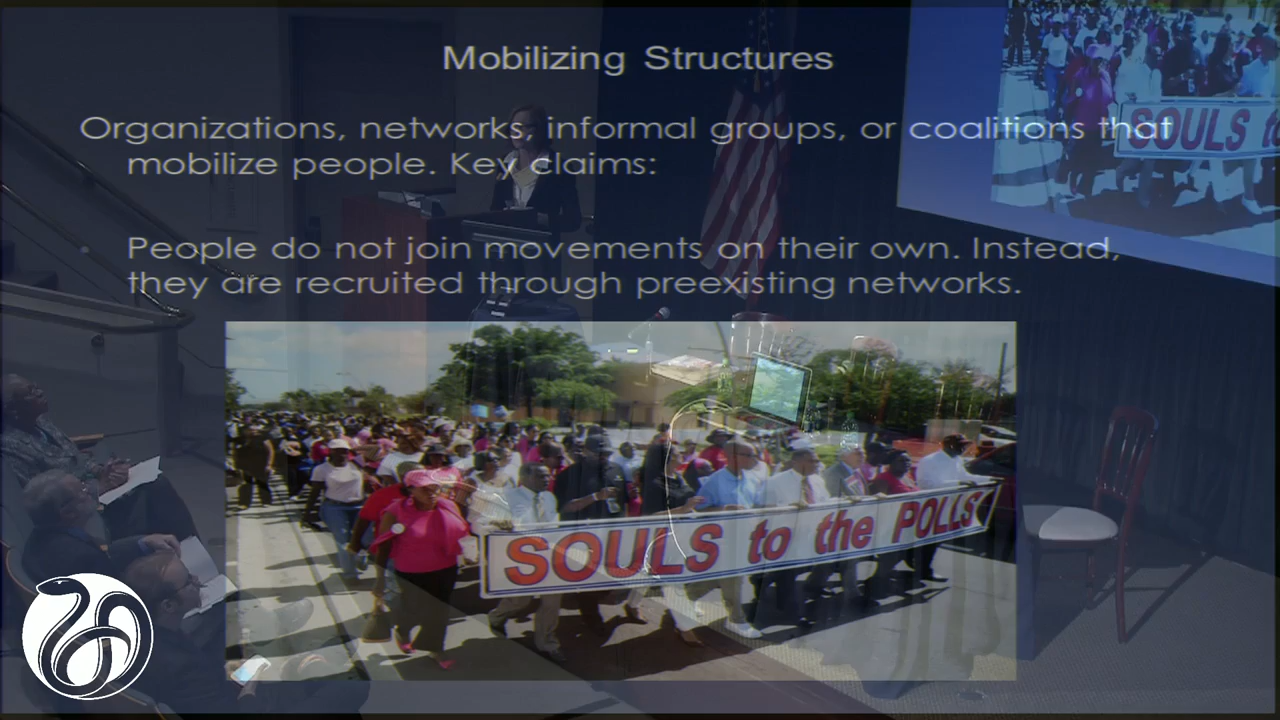 Mobilizing Structures
Organizations, networks, informal groups, or coalitions that
mobilize people. Key claims:
People do not join movements on their own. Instead,
they are recruited through preexisting networks.
SOULS to
SOULS to the POLLS